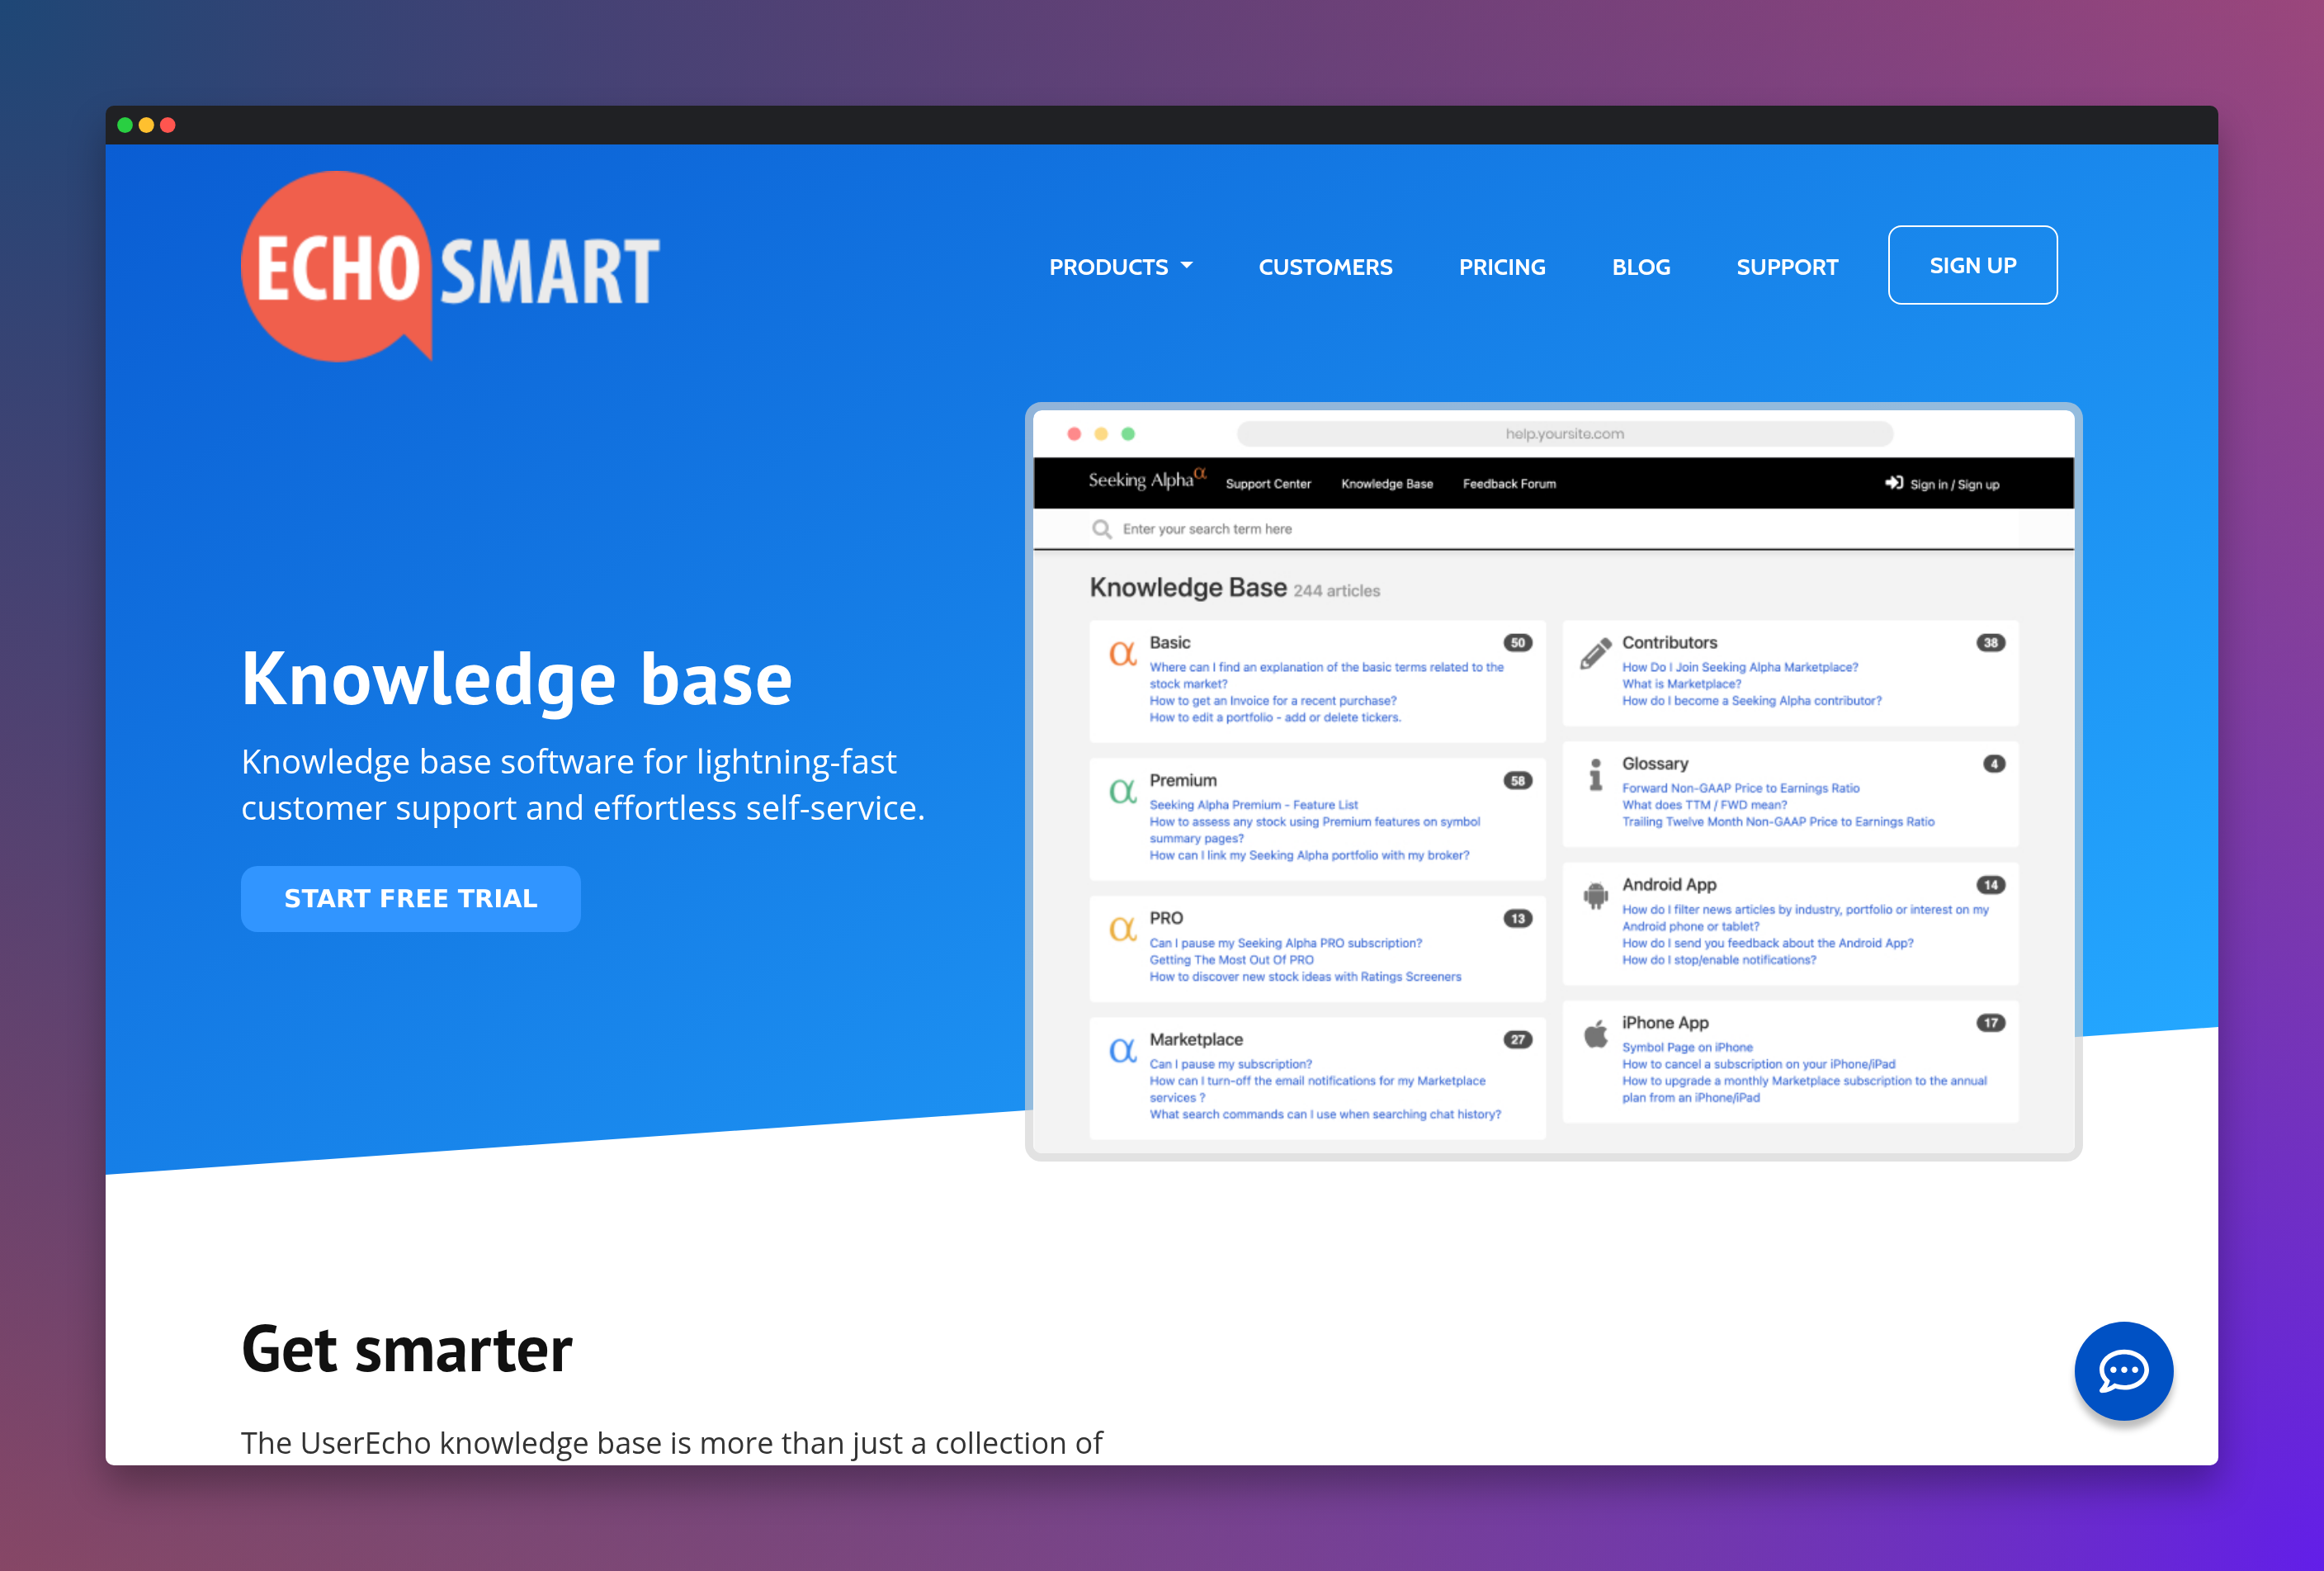 ECHO SMART
PRODUCTS
CUSTOMERS
PRICING
BLOG
SUPPORT
SIGN UP
Knowledge base
Knowledge base software for lightning-fast
customer support and effortless self-service.
START FREE TRIAL
help.yoursite.com
Seeking Alphaα
Support Center
Knowledge Base
Feedback Forum
Sign in / Sign up
Enter your search term here
Knowledge Base 244 articles
α Basic 50
Where can I find an explanation of the basic terms related to the
stock market?
How to get an Invoice for a recent purchase?
How to edit a portfolio - add or delete tickers.
α Premium 58
Seeking Alpha Premium - Feature List
How to assess any stock using Premium features on symbol
summary pages?
How can I link my Seeking Alpha portfolio with my broker?
α PRO 13
Can I pause my Seeking Alpha PRO subscription?
Getting The Most Out Of PRO
How to discover new stock ideas with Ratings Screeners
α Marketplace 27
Can I pause my subscription?
How can I turn-off the email notifications for my Marketplace
services ?
What search commands can I use when searching chat history?
Contributors 38
How Do I Join Seeking Alpha Marketplace?
What is Marketplace?
How do I become a Seeking Alpha contributor?
Glossary 4
Forward Non-GAAP Price to Earnings Ratio
What does TTM / FWD mean?
Trailing Twelve Month Non-GAAP Price to Earnings Ratio
Android App 14
How do I filter news articles by industry, portfolio or interest on my
Android phone or tablet?
How do I send you feedback about the Android App?
How do I stop/enable notifications?
iPhone App 17
Symbol Page on iPhone
How to cancel a subscription on your iPhone/iPad
How to upgrade a monthly Marketplace subscription to the annual
plan from an iPhone/iPad
Get smarter
The UserEcho knowledge base is more than just a collection of